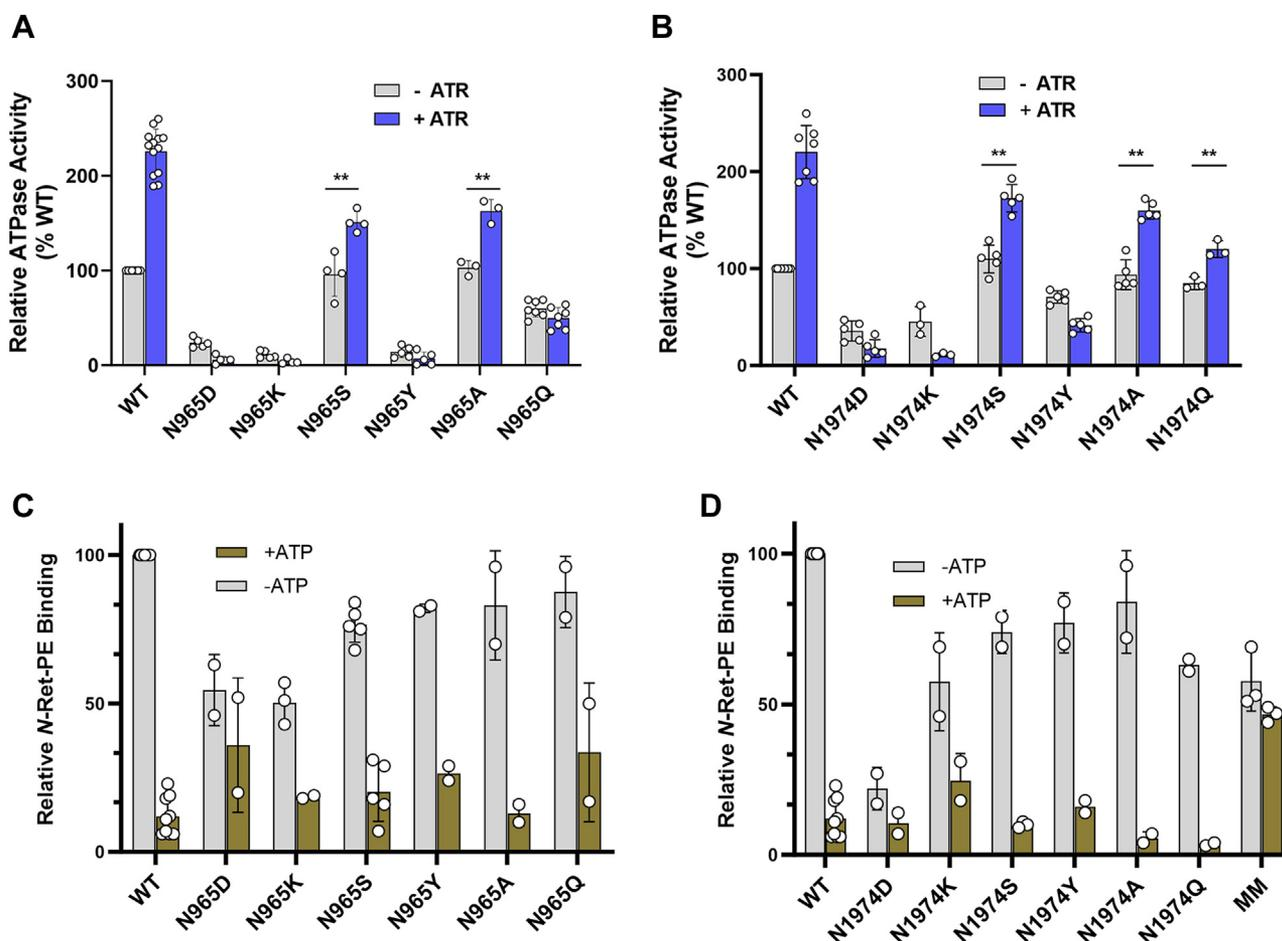 A
Relative ATPase Activity
(% WT)
300
200
100
0
- ATR
+ ATR
**
**
WT
N965D
N965K
N965S
N965Y
N965A
N965Q
B
Relative ATPase Activity
(% WT)
300
200
100
0
- ATR
+ ATR
**
**
**
WT
N1974D
N1974K
N1974S
N1974Y
N1974A
N1974Q
C
Relative N-Ret-PE Binding
100
50
0
+ATP
-ATP
WT
N965D
N965K
N965S
N965Y
N965A
N965Q
D
Relative N-Ret-PE Binding
100
50
0
-ATP
+ATP
WT
N1974D
N1974K
N1974S
N1974Y
N1974A
N1974Q
MM